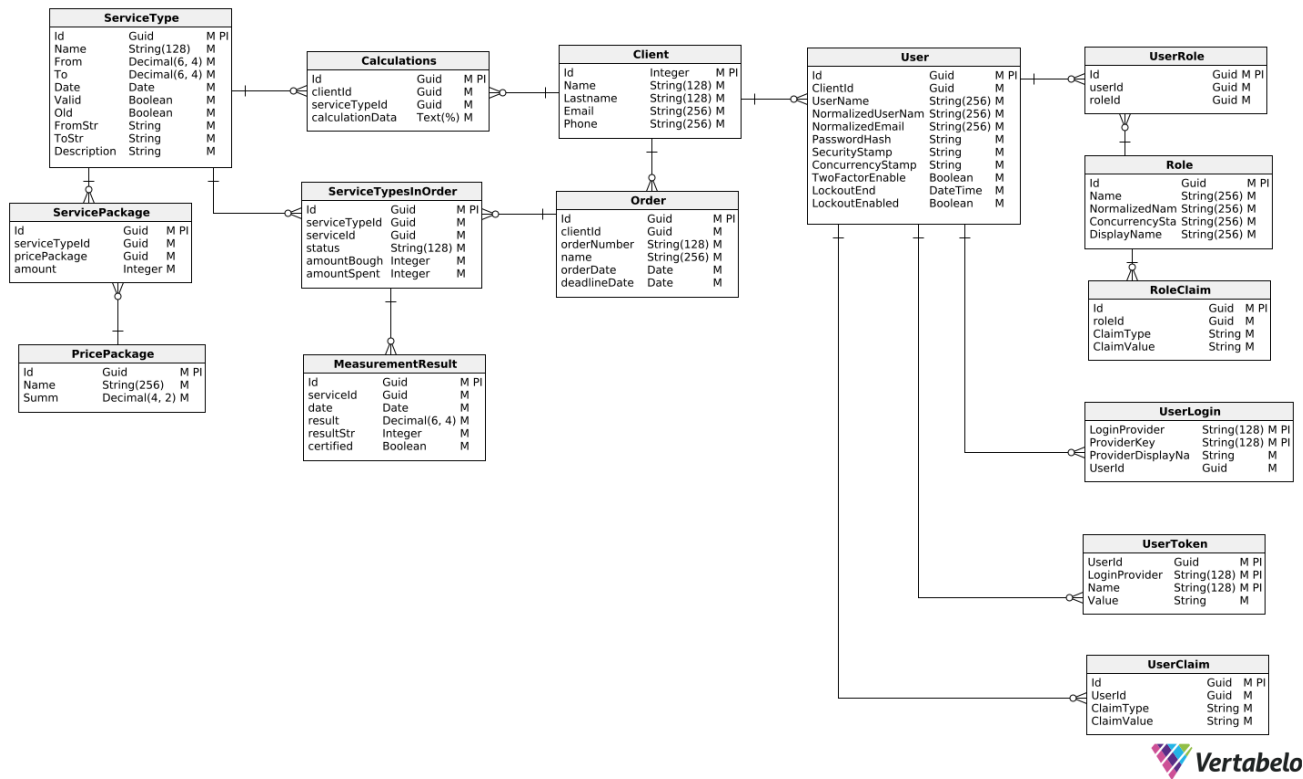 ServiceType
Id Guid M PI
Name String(128) M
From Decimal(6, 4) M
To Decimal(6, 4) M
Date Date M
Valid Boolean M
Old Boolean M
FromStr String M
ToStr String M
Description String M
Calculations
Id Guid M PI
clientId Guid M
serviceTypeId Guid M
calculationData Text(%) M
Client
Id Integer M PI
Name String(128) M
Lastname String(128) M
Email String(256) M
Phone String(256) M
User
Id Guid M PI
ClientId Guid M
UserName String(256) M
NormalizedUserNam String(256) M
NormalizedEmail String(256) M
PasswordHash String M
SecurityStamp String M
ConcurrencyStamp String M
TwoFactorEnable Boolean M
LockoutEnd DateTime M
LockoutEnabled Boolean M
UserRole
Id Guid M PI
userId Guid M
roleId Guid M
Role
Id Guid M PI
Name String(256) M
NormalizedNam String(256) M
ConcurrencySta String(256) M
DisplayName String(256) M
ServicePackage
Id Guid M PI
serviceTypeId Guid M
pricePackage Guid M
amount Integer M
ServiceTypesInOrder
Id Guid M PI
serviceTypeId Guid M
serviceId Guid M
status String(128) M
amountBough Integer M
amountSpent Integer M
Order
Id Guid M PI
clientId Guid M
orderNumber String(128) M
name String(256) M
orderDate Date M
deadlineDate Date M
RoleClaim
Id Guid M PI
roleId Guid M
ClaimType String M
ClaimValue String M
PricePackage
Id Guid M PI
Name String(256) M
Summ Decimal(4, 2) M
MeasurementResult
Id Guid M PI
serviceId Guid M
date Date M
result Decimal(6, 4) M
resultStr Integer M
certified Boolean M
UserLogin
LoginProvider String(128) M PI
ProviderKey String(128) M PI
ProviderDisplayNa String M
UserId Guid M
UserToken
UserId Guid M PI
LoginProvider String(128) M PI
Name String(128) M PI
Value String M
UserClaim
Id Guid M PI
UserId Guid M
ClaimType String M
ClaimValue String M
Vertabelo